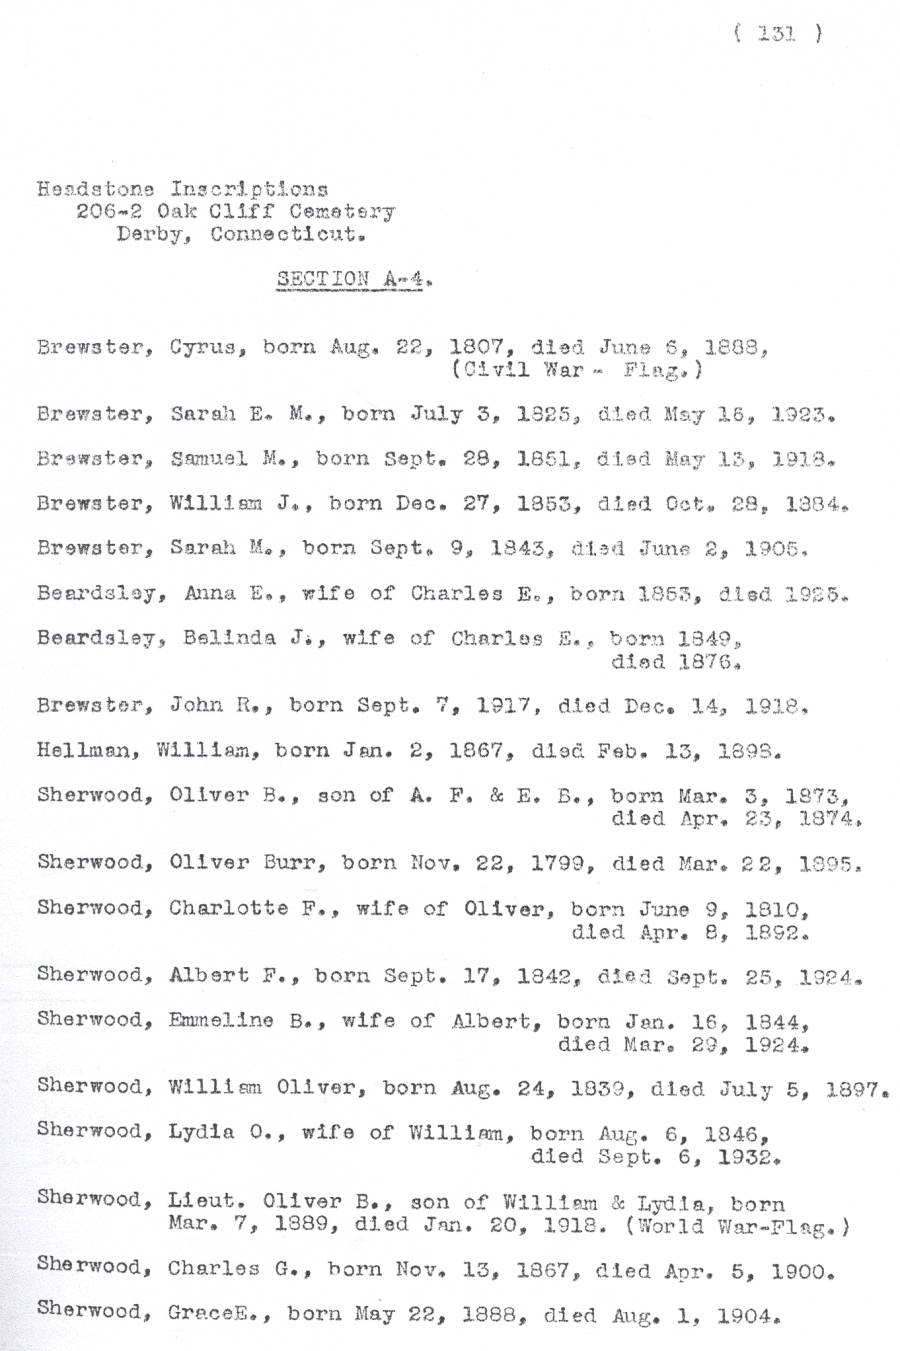 ( 131 )
Headstone Inscriptions
206-2 Oak Cliff Cemetery
Derby, Connecticut.
SECTION A-4.
Brewster, Cyrus, born Aug. 22, 1807, died June 6, 1888,
(Civil War - Flag.)
Brewster, Sarah E. M., born July 3, 1825, died May 16, 1923.
Brewster, Samuel M., born Sept. 28, 1851, died May 13, 1918.
Brewster, William J., born Dec. 27, 1853, died Oct. 28, 1884.
Brewster, Sarah M., born Sept. 9, 1843, died June 2, 1905.
Beardsley, Anna E., wife of Charles E., born 1853, died 1925.
Beardsley, Belinda J., wife of Charles E., born 1849,
died 1876.
Brewster, John R., born Sept. 7, 1917, died Dec. 14, 1918.
Hellman, William, born Jan. 2, 1867, died Feb. 13, 1898.
Sherwood, Oliver B., son of A. F. & E. B., born Mar. 3, 1873,
died Apr. 23, 1874.
Sherwood, Oliver Burr, born Nov. 22, 1799, died Mar. 22, 1895.
Sherwood, Charlotte F., wife of Oliver, born June 9, 1810,
died Apr. 8, 1892.
Sherwood, Albert F., born Sept. 17, 1842, died Sept. 25, 1924.
Sherwood, Emmeline B., wife of Albert, born Jan. 16, 1844,
died Mar. 29, 1924.
Sherwood, William Oliver, born Aug. 24, 1839, died July 5, 1897.
Sherwood, Lydia O., wife of William, born Aug. 6, 1846,
died Sept. 6, 1932.
Sherwood, Lieut. Oliver B., son of William & Lydia, born
Mar. 7, 1889, died Jan. 20, 1918. (World War-Flag.)
Sherwood, Charles G., born Nov. 13, 1867, died Apr. 5, 1900.
Sherwood, GraceE., born May 22, 1888, died Aug. 1, 1904.